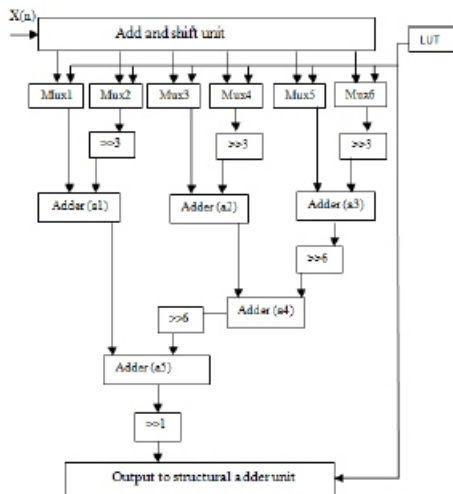 X(n)
Add and shift unit
LUT
Mux1
Mux2
Mux3
Mux4
Mux5
Mux6
>>3
>>3
>>3
Adder (a1)
Adder (a2)
Adder (a3)
>>6
Adder (a4)
>>6
Adder (a5)
>>1
Output to structural adder unit